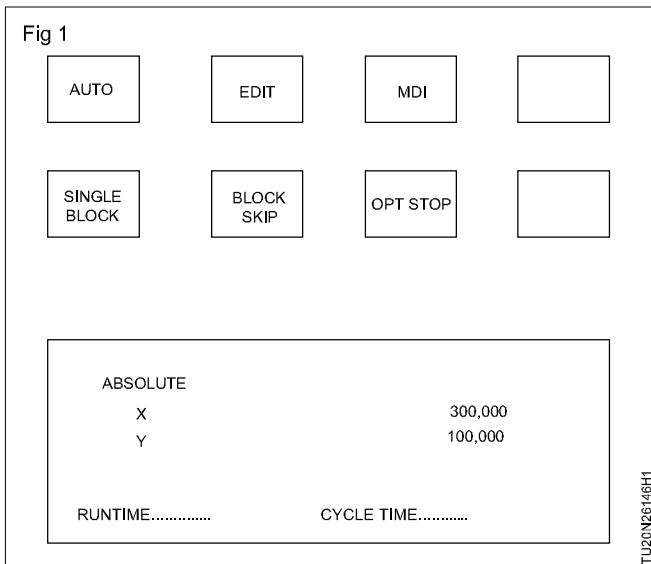 Fig 1
AUTO EDIT MDI
SINGLE BLOCK BLOCK SKIP OPT STOP
ABSOLUTE
X 300,000
Y 100,000
RUNTIME.............. CYCLE TIME...........
TU20N26146H1